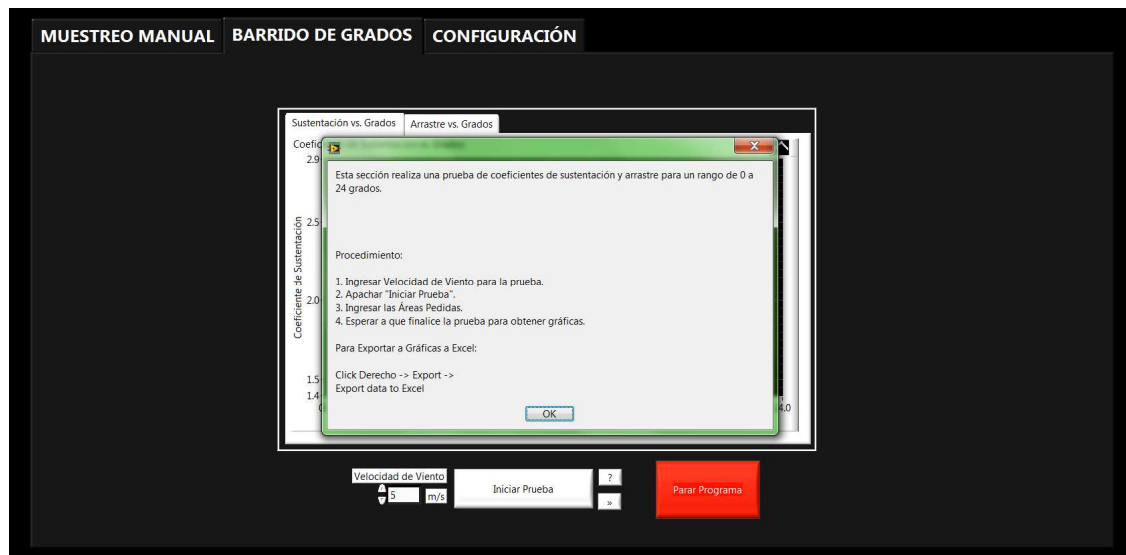 MUESTREO MANUAL BARRIDO DE GRADOS CONFIGURACIÓN
Sustentación vs. Grados Arrastre vs. Grados
X
2.9
Esta sección realiza una prueba de coeficientes de sustentación y arrastre para un rango de 0 a
24 grados.
2.5
Coeficiente de Sustentación
Procedimiento:
1. Ingresar Velocidad de Viento para la prueba.
2. Apachar "Iniciar Prueba".
2.0
3. Ingresar las Áreas Pedidas.
4. Esperar a que finalice la prueba para obtener gráficas.
Para Exportar a Gráficas a Excel:
Click Derecho -> Export ->
1.5
Export data to Excel
1.4
OK
Velocidad de Viento
5 m/s
Iniciar Prueba
?
»
Parar Programa